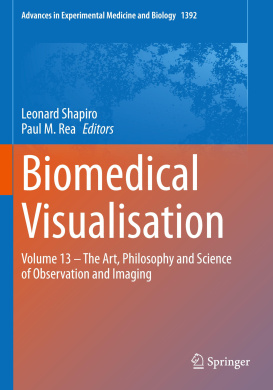 Advances in Experimental Medicine and Biology 1392
Leonard Shapiro
Paul M. Rea Editors
Biomedical
Visualisation
Volume 13 – The Art, Philosophy and Science
of Observation and Imaging
Springer